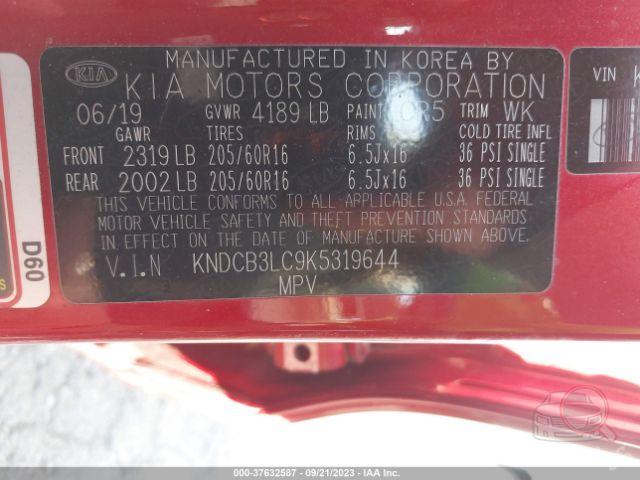 MANUFACTURED IN KOREA BY
KIA KIA MOTORS CORPORATION
06/19 GVWR 4189 LB PAINT CR5 TRIM WK
GAWR TIRES RIMS COLD TIRE INFL
FRONT 2319 LB 205/60R16 6.5Jx16 36 PSI SINGLE
REAR 2002 LB 205/60R16 6.5Jx16 36 PSI SINGLE
THIS VEHICLE CONFORMS TO ALL APPLICABLE U.S.A. FEDERAL
MOTOR VEHICLE SAFETY AND THEFT PREVENTION STANDARDS
IN EFFECT ON THE DATE OF MANUFACTURE SHOWN ABOVE.
V.I.N KNDCB3LC9K5319644
MPV
VIN K
D60
000-37632587 - 09/21/2023 - IAA Inc.